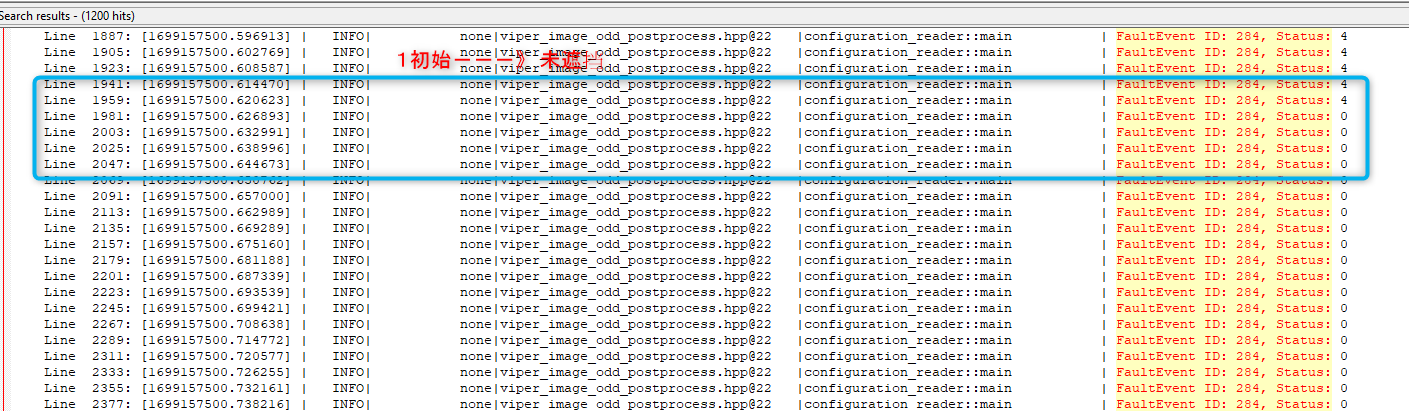 Search results - (1200 hits)
Line 1887: [1699157500.596913] | INFO| none|viper_image_odd_postprocess.hpp@22 |configuration_reader::main | FaultEvent ID: 284, Status: 4
Line 1905: [1699157500.602769] | INFO| none|viper_image_odd_postprocess.hpp@22 |configuration_reader::main | FaultEvent ID: 284, Status: 4
1初始———》未遮挡
Line 1923: [1699157500.608587] | INFO| none|viper_image_odd_postprocess.hpp@22 |configuration_reader::main | FaultEvent ID: 284, Status: 4
Line 1941: [1699157500.614470] | INFO| none|viper_image_odd_postprocess.hpp@22 |configuration_reader::main | FaultEvent ID: 284, Status: 4
Line 1959: [1699157500.620623] | INFO| none|viper_image_odd_postprocess.hpp@22 |configuration_reader::main | FaultEvent ID: 284, Status: 4
Line 1981: [1699157500.626893] | INFO| none|viper_image_odd_postprocess.hpp@22 |configuration_reader::main | FaultEvent ID: 284, Status: 0
Line 2003: [1699157500.632991] | INFO| none|viper_image_odd_postprocess.hpp@22 |configuration_reader::main | FaultEvent ID: 284, Status: 0
Line 2025: [1699157500.638996] | INFO| none|viper_image_odd_postprocess.hpp@22 |configuration_reader::main | FaultEvent ID: 284, Status: 0
Line 2047: [1699157500.644673] | INFO| none|viper_image_odd_postprocess.hpp@22 |configuration_reader::main | FaultEvent ID: 284, Status: 0
Line 2069: [1699157500.650762] | INFO| none|viper_image_odd_postprocess.hpp@22 |configuration_reader::main | FaultEvent ID: 284, Status: 0
Line 2091: [1699157500.657000] | INFO| none|viper_image_odd_postprocess.hpp@22 |configuration_reader::main | FaultEvent ID: 284, Status: 0
Line 2113: [1699157500.662989] | INFO| none|viper_image_odd_postprocess.hpp@22 |configuration_reader::main | FaultEvent ID: 284, Status: 0
Line 2135: [1699157500.669289] | INFO| none|viper_image_odd_postprocess.hpp@22 |configuration_reader::main | FaultEvent ID: 284, Status: 0
Line 2157: [1699157500.675160] | INFO| none|viper_image_odd_postprocess.hpp@22 |configuration_reader::main | FaultEvent ID: 284, Status: 0
Line 2179: [1699157500.681188] | INFO| none|viper_image_odd_postprocess.hpp@22 |configuration_reader::main | FaultEvent ID: 284, Status: 0
Line 2201: [1699157500.687339] | INFO| none|viper_image_odd_postprocess.hpp@22 |configuration_reader::main | FaultEvent ID: 284, Status: 0
Line 2223: [1699157500.693539] | INFO| none|viper_image_odd_postprocess.hpp@22 |configuration_reader::main | FaultEvent ID: 284, Status: 0
Line 2245: [1699157500.699421] | INFO| none|viper_image_odd_postprocess.hpp@22 |configuration_reader::main | FaultEvent ID: 284, Status: 0
Line 2267: [1699157500.708638] | INFO| none|viper_image_odd_postprocess.hpp@22 |configuration_reader::main | FaultEvent ID: 284, Status: 0
Line 2289: [1699157500.714772] | INFO| none|viper_image_odd_postprocess.hpp@22 |configuration_reader::main | FaultEvent ID: 284, Status: 0
Line 2311: [1699157500.720577] | INFO| none|viper_image_odd_postprocess.hpp@22 |configuration_reader::main | FaultEvent ID: 284, Status: 0
Line 2333: [1699157500.726255] | INFO| none|viper_image_odd_postprocess.hpp@22 |configuration_reader::main | FaultEvent ID: 284, Status: 0
Line 2355: [1699157500.732161] | INFO| none|viper_image_odd_postprocess.hpp@22 |configuration_reader::main | FaultEvent ID: 284, Status: 0
Line 2377: [1699157500.738216] | INFO| none|viper_image_odd_postprocess.hpp@22 |configuration_reader::main | FaultEvent ID: 284, Status: 0